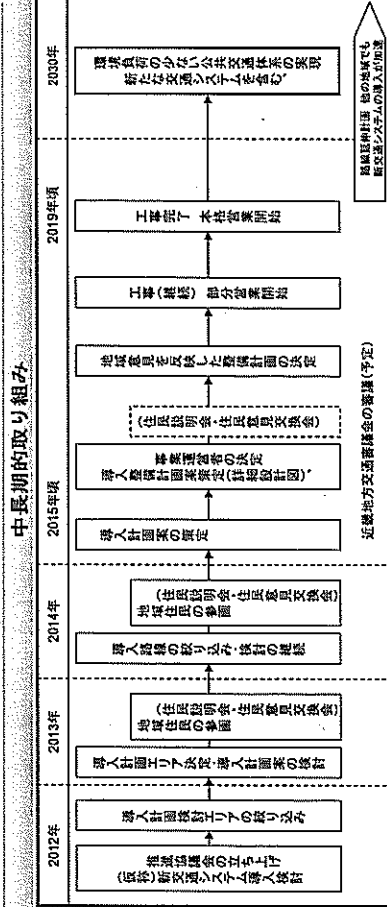 中長期的取り組み
2012年
(仮称)新交通システム導入検討
推進協議会の立ち上げ
導入計画検討エリアの絞り込み
2013年
導入計画エリア決定・導入計画案の検討
地域住民の参画
(住民説明会・住民意見交換会)
2014年
導入路線の絞り込み・検討の継続
地域住民の参画
(住民説明会・住民意見交換会)
2015年頃
導入計画案の策定
導入整備計画案策定(詳細設計図)、
事業運営者の決定
(住民説明会・住民意見交換会)
地域意見を反映した整備計画の決定
工事(継続) 部分営業開始
2019年頃
工事完了 本格営業開始
2030年
新たな交通システムを含む、
環境負荷の少ない公共交通体系の実現
近畿地方交通審議会の審議(予定)
路線延伸計画 他の地域でも
新交通システムの導入が加速